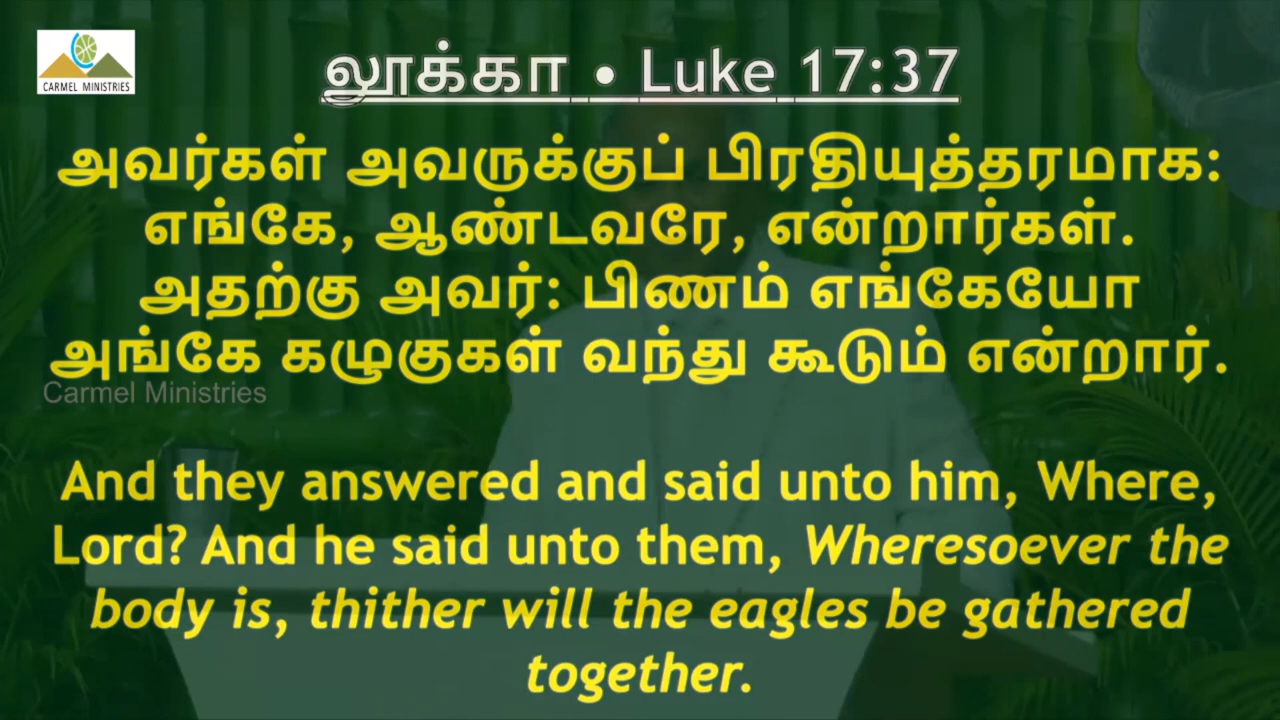 CARMEL MINISTRIES
லூக்கா • Luke 17:37
அவர்கள் அவருக்குப் பிரதியுத்தரமாக:
எங்கே, ஆண்டவரே, என்றார்கள்.
அதற்கு அவர்: பிணம் எங்கேயோ
அங்கே கழுகுகள் வந்து கூடும் என்றார்.
Carmel Ministries
And they answered and said unto him, Where,
Lord? And he said unto them, Wheresoever the
body is, thither will the eagles be gathered
together.